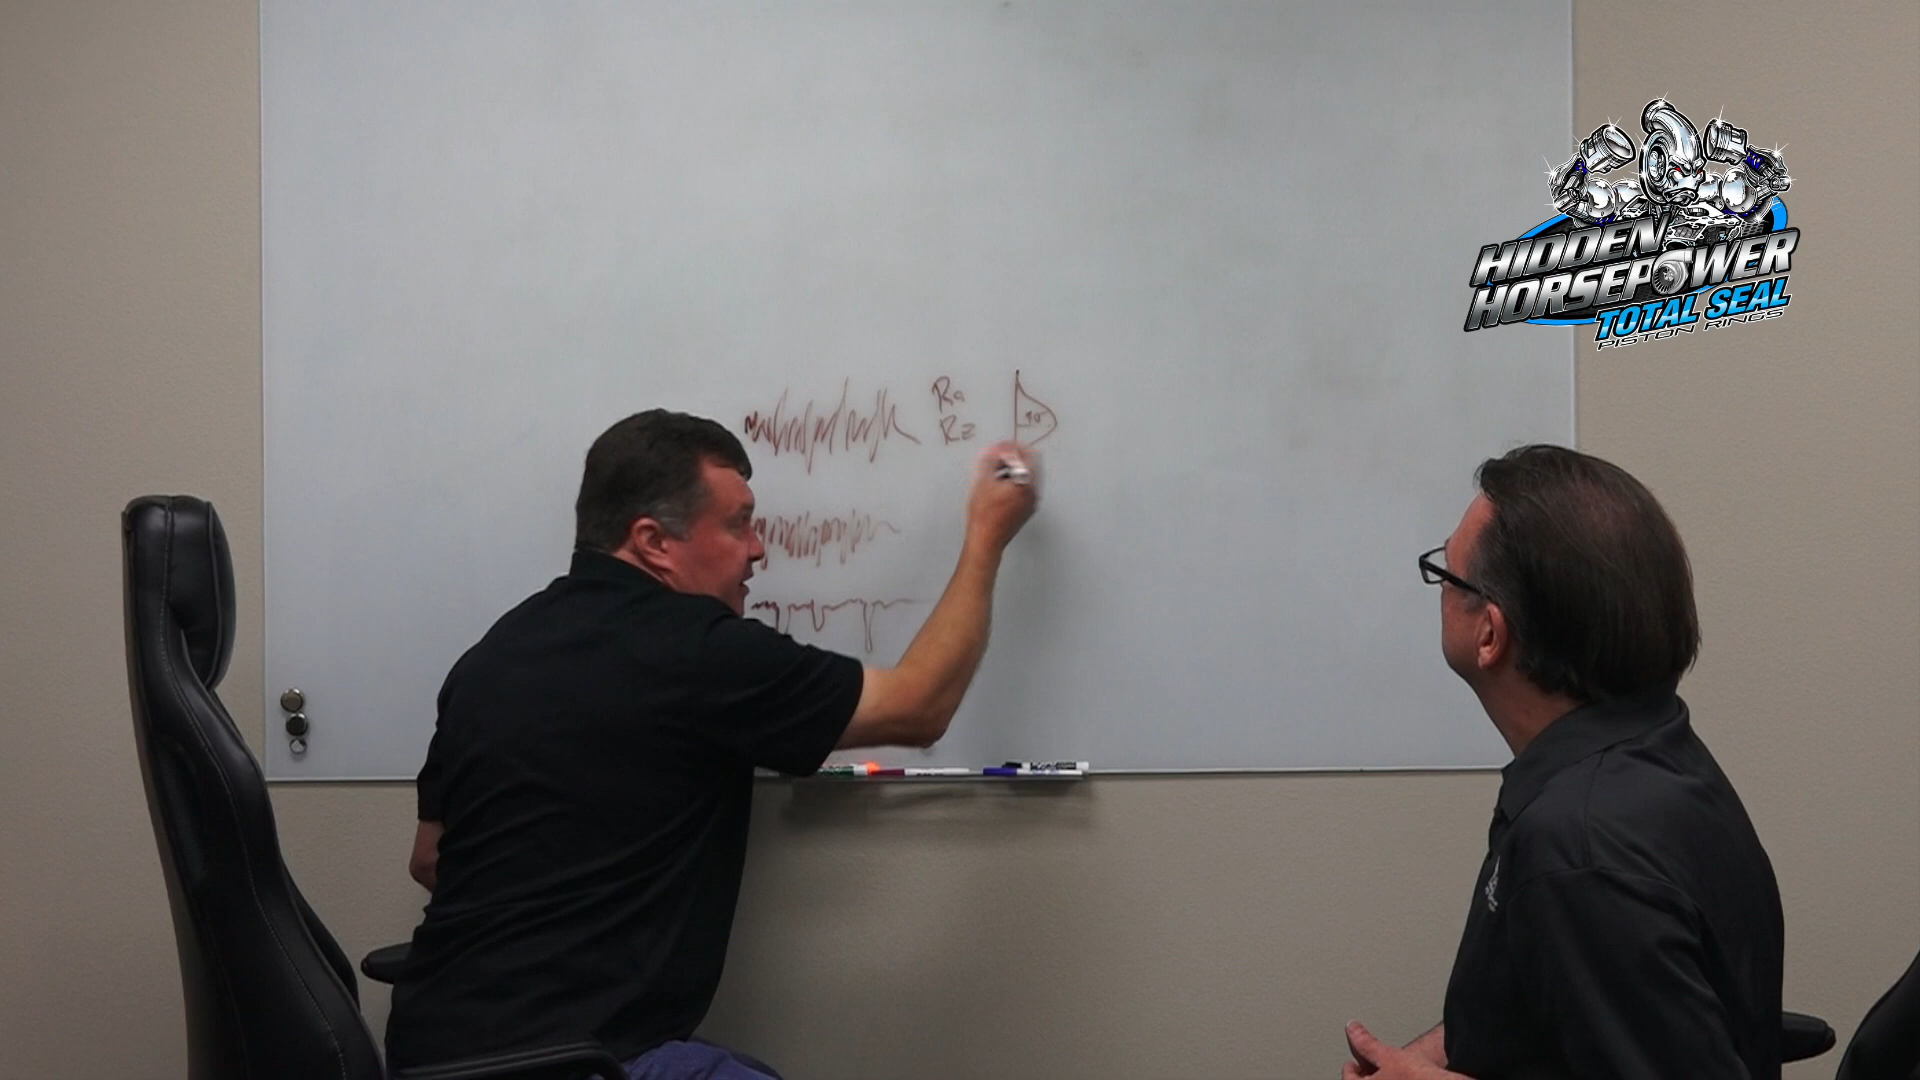 Ra
Rz
HIDDEN
HORSEPOWER
TOTAL SEAL
PISTON RINGS